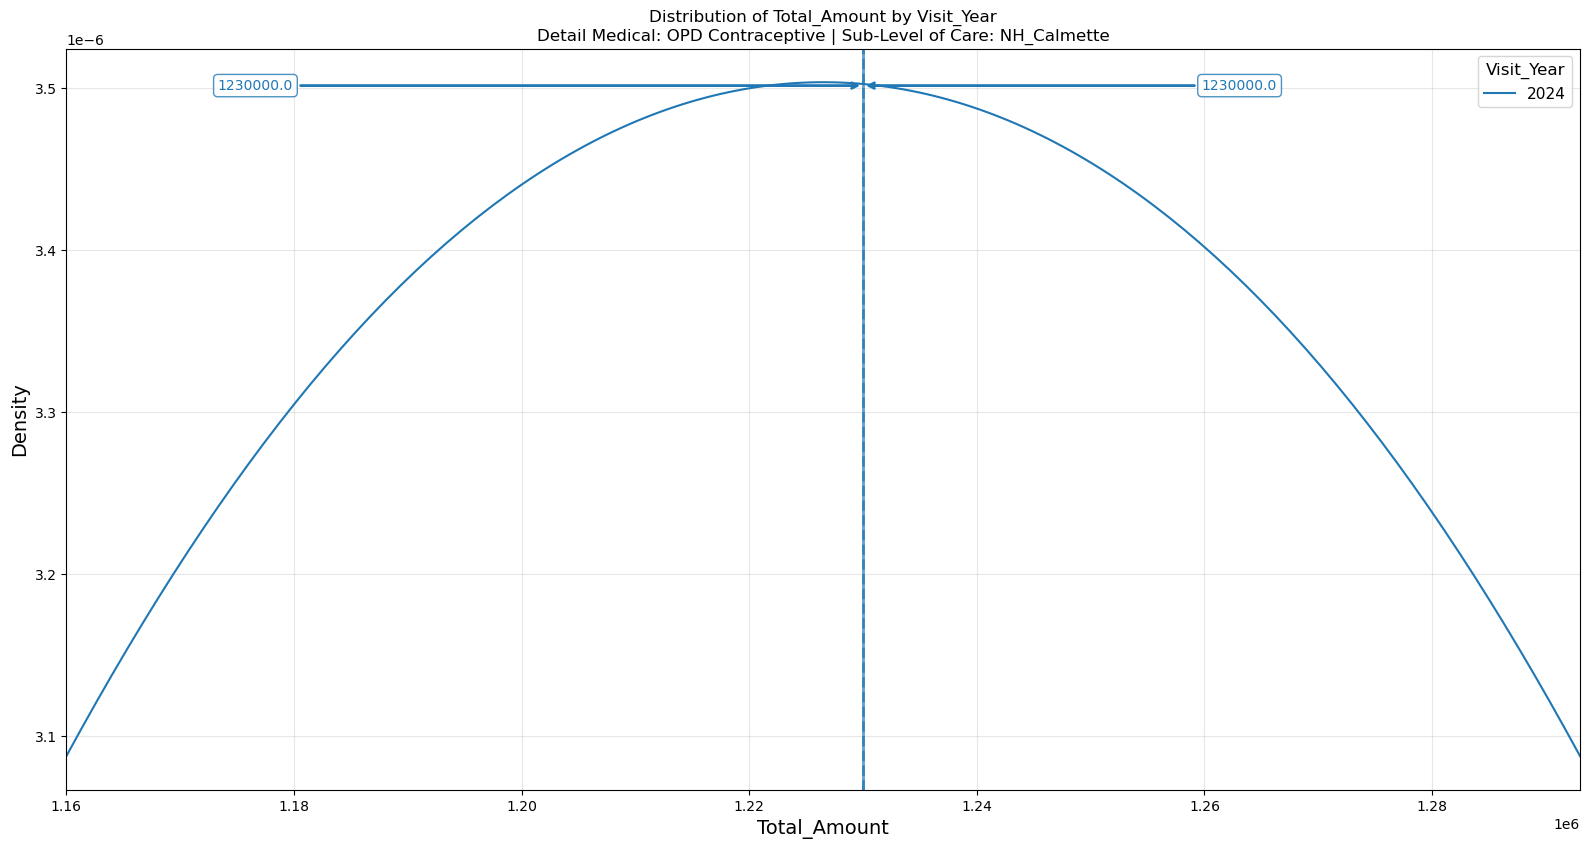 Distribution of Total_Amount by Visit_Year
Detail Medical: OPD Contraceptive | Sub-Level of Care: NH_Calmette
1e−6
1230000.0
1230000.0
Visit_Year
2024
3.5
3.4
3.3
3.2
3.1
Density
1.16
1.18
1.20
1.22
1.24
1.26
1.28
1e6
Total_Amount